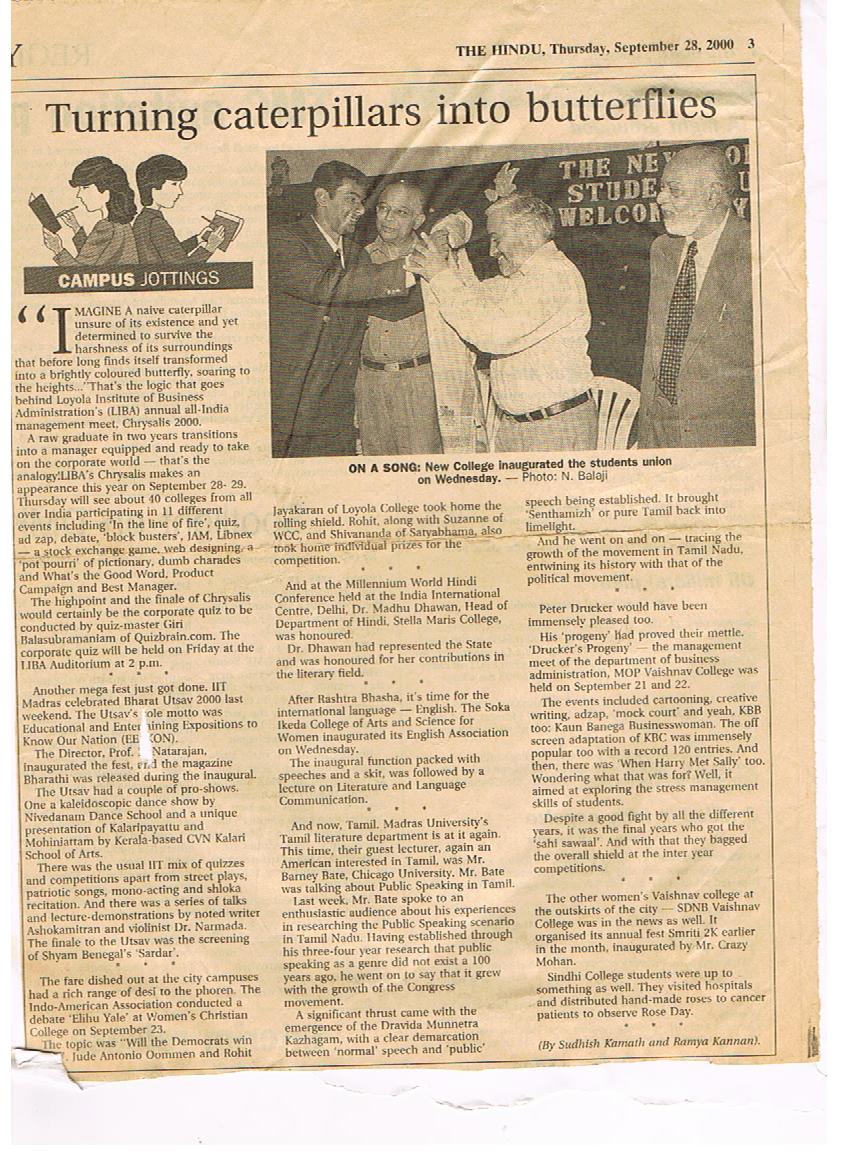 Y
THE HINDU, Thursday, September 28, 2000 3
Turning caterpillars into butterflies
CAMPUS JOTTINGS
THE NEW
STUDE
WELCOM
ON A SONG: New College inaugurated the students union
on Wednesday. — Photo: N. Balaji
“IMAGINE A naive caterpillar
unsure of its existence and yet
determined to survive the
harshness of its surroundings
that before long finds itself transformed
into a brightly coloured butterfly, soaring to
the heights..."That's the logic that goes
behind Loyola Institute of Business
Administration's (LIBA) annual all-India
management meet, Chrysalis 2000.
A raw graduate in two years transitions
into a manager equipped and ready to take
on the corporate world — that's the
analogy!LIBA's Chrysalis makes an
appearance this year on September 28- 29.
Thursday will see about 40 colleges from all
over India participating in 11 different
events including 'In the line of fire', quiz,
ad zap, debate, 'block busters', JAM, Libnex
— a stock exchange game, web designing, a
'pot pourri' of pictionary, dumb charades
and What's the Good Word, Product
Campaign and Best Manager.
The highpoint and the finale of Chrysalis
would certainly be the corporate quiz to be
conducted by quiz-master Giri
Balasubramaniam of Quizbrain.com. The
corporate quiz will be held on Friday at the
LIBA Auditorium at 2 p.m.
* * *
Another mega fest just got done. IIT
Madras celebrated Bharat Utsav 2000 last
weekend. The Utsav's ole motto was
Educational and Entertaining Expositions to
Know Our Nation (EE ON).
The Director, Prof. Natarajan,
inaugurated the fest, and the magazine
Bharathi was released during the inaugural.
The Utsav had a couple of pro-shows.
One a kaleidoscopic dance show by
Nivedanam Dance School and a unique
presentation of Kalaripayattu and
Mohiniattam by Kerala-based CVN Kalari
School of Arts.
There was the usual IIT mix of quizzes
and competitions apart from street plays,
patriotic songs, mono-acting and shloka
recitation. And there was a series of talks
and lecture-demonstrations by noted writer
Ashokamitran and violinist Dr. Narmada.
The finale to the Utsav was the screening
of Shyam Benegal's 'Sardar'.
* * *
The fare dished out at the city campuses
had a rich range of desi to the phoren. The
Indo-American Association conducted a
debate 'Elihu Yale' at Women's Christian
College on September 23.
The topic was "Will the Democrats win
Jude Antonio Oommen and Rohit
Jayakaran of Loyola College took home the
rolling shield. Rohit, along with Suzanne of
WCC, and Shivananda of Satyabhama, also
took home individual prizes for the
competition.
* * *
And at the Millennium World Hindi
Conference held at the India International
Centre, Delhi, Dr. Madhu Dhawan, Head of
Department of Hindi, Stella Maris College,
was honoured.
Dr. Dhawan had represented the State
and was honoured for her contributions in
the literary field.
* * *
After Rashtra Bhasha, it's time for the
international language — English. The Soka
Ikeda College of Arts and Science for
Women inaugurated its English Association
on Wednesday.
The inaugural function packed with
speeches and a skit, was followed by a
lecture on Literature and Language
Communication.
* * *
And now, Tamil. Madras University's
Tamil literature department is at it again.
This time, their guest lecturer, again an
American interested in Tamil, was Mr.
Barney Bate, Chicago University. Mr. Bate
was talking about Public Speaking in Tamil.
Last week, Mr. Bate spoke to an
enthusiastic audience about his experiences
in researching the Public Speaking scenario
in Tamil Nadu. Having established through
his three-four year research that public
speaking as a genre did not exist a 100
years ago, he went on to say that it grew
with the growth of the Congress
movement.
A significant thrust came with the
emergence of the Dravida Munnetra
Kazhagam, with a clear demarcation
between 'normal' speech and 'public'
speech being established. It brought
'Senthamizh' or pure Tamil back into
limelight.
And he went on and on — tracing the
growth of the movement in Tamil Nadu,
entwining its history with that of the
political movement.
* * *
Peter Drucker would have been
immensely pleased too.
His 'progeny' had proved their mettle.
'Drucker's Progeny' — the management
meet of the department of business
administration, MOP Vaishnav College was
held on September 21 and 22.
The events included cartooning, creative
writing, adzap, 'mock court' and yeah, KBB
too: Kaun Banega Businesswoman. The off
screen adaptation of KBC was immensely
popular too with a record 120 entries. And
then, there was 'When Harry Met Sally' too.
Wondering what that was for? Well, it
aimed at exploring the stress management
skills of students.
Despite a good fight by all the different
years, it was the final years who got the
'sahi sawaal'. And with that they bagged
the overall shield at the inter year
competitions.
* * *
The other women's Vaishnav college at
the outskirts of the city — SDNB Vaishnav
College was in the news as well. It
organised its annual fest Smriti 2K earlier
in the month, inaugurated by Mr. Crazy
Mohan.
Sindhi College students were up to
something as well. They visited hospitals
and distributed hand-made roses to cancer
patients to observe Rose Day.
* * *
(By Sudhish Kamath and Ramya Kannan).